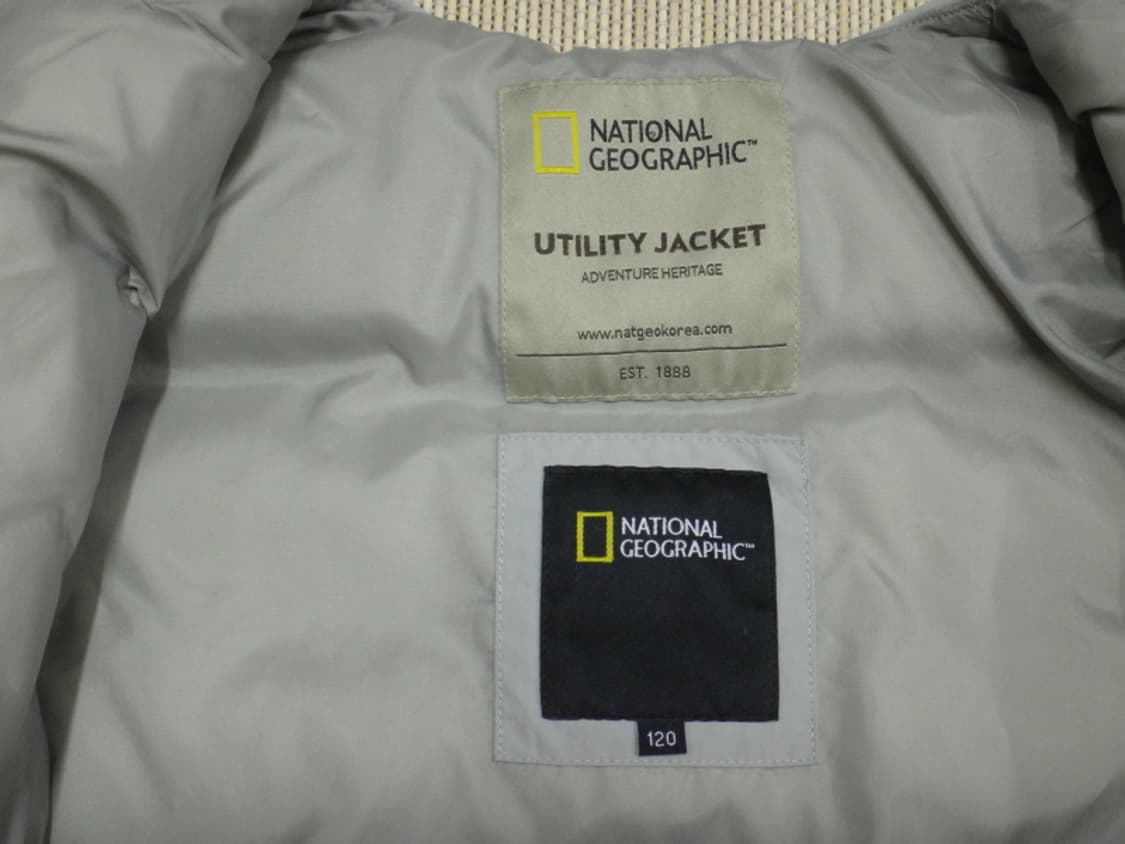 NATIONAL
GEOGRAPHIC™
UTILITY JACKET
ADVENTURE HERITAGE
www.natgeokorea.com
EST. 1888
NATIONAL
GEOGRAPHIC™
120